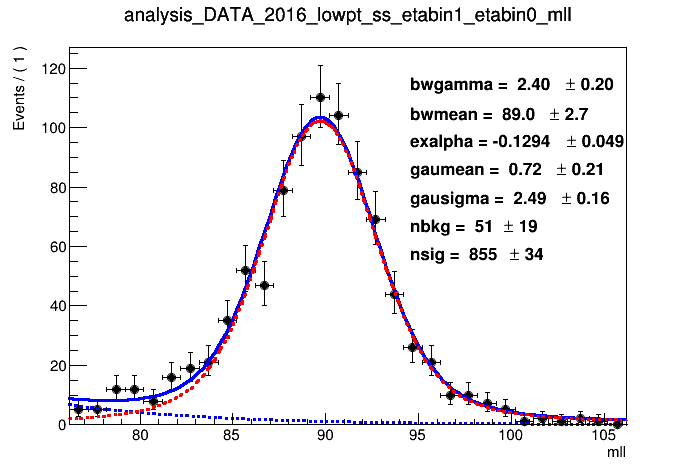 analysis_DATA_2016_lowpt_ss_etabin1_etabin0_mll
Events / ( 1 )
120
100
80
60
40
20
0
bwgamma = 2.40 ± 0.20
bwmean = 89.0 ± 2.7
exalpha = -0.1294 ± 0.049
gaumean = 0.72 ± 0.21
gausigma = 2.49 ± 0.16
nbkg = 51 ± 19
nsig = 855 ± 34
80 85 90 95 100 105
mll